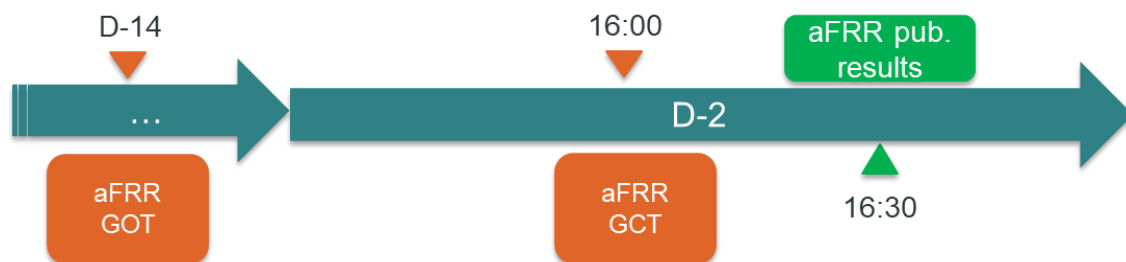 D-14
16:00
aFRR pub.
results
...
D-2
aFRR
GOT
aFRR
GCT
16:30